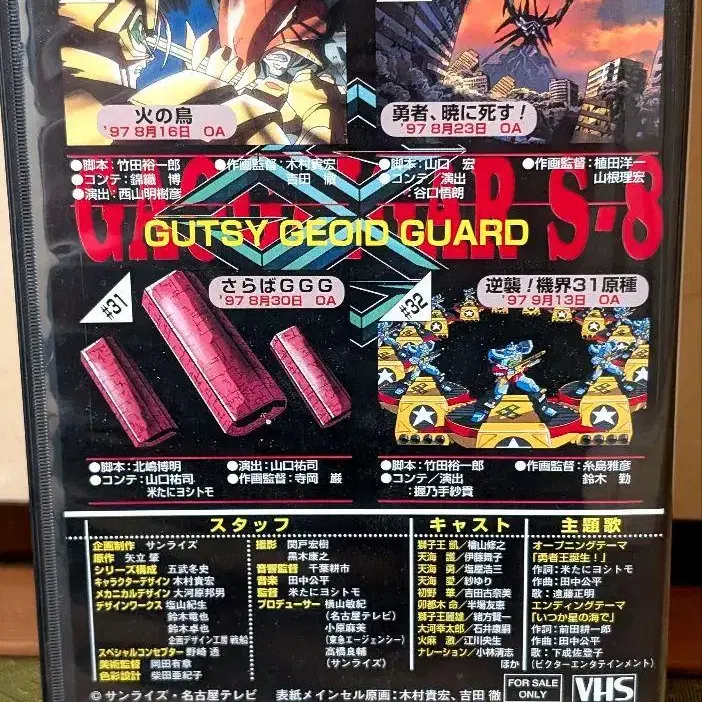 火の鳥
'97 8月16日 OA
勇者、暁に死す!
'97 8月23日 OA
●脚本:竹田裕一郎 ●作画監督:木村貴宏
●コンテ:錦織 博 吉田 徹
●演出:西山明樹彦
●脚本:山口 宏 ●作画監督:植田洋一
●コンテ/演出 山根理宏
:谷口悟朗
S-8
GUTSY GEOID GUARD
#31
さらばGGG
'97 8月30日 OA
#32
逆襲!機界31原種
'97 9月13日 OA
●脚本:北嶋博明 ●演出:山口祐司
●コンテ:山口祐司 ●作画監督:寺岡 巌
米たにヨシトモ
●脚本:竹田裕一郎 ●作画監督:糸島雅彦
●コンテ/演出 鈴木 勤
:握乃手紗貴
スタッフ
企画制作 サンライズ
原作 矢立 肇
シリーズ構成 五武冬史
キャラクターデザイン 木村貴宏
メカニカルデザイン 大河原邦男
デザインワークス 塩山紀生
鈴木竜也
鈴木卓也
企画デザイン工房 戦船
スペシャルコンセプター 野崎 透
美術監督 岡田有章
色彩設計 柴田亜紀子
撮影 関戸宏樹
黒木康之
音響監督 千葉耕市
音楽 田中公平
監督 米たにヨシトモ
プロデューサー 横山敏紀
(名古屋テレビ)
小原麻美
(東急エージェンシー)
高橋良輔
(サンライズ)
キャスト
獅子王 凱/檜山修之
天海 護/伊藤舞子
天海 勇/塩屋浩三
天海 愛/紗ゆり
初野 華/吉田古奈美
卯都木 命/半場友恵
獅子王麗雄/緒方賢一
大河幸太郎/石井康嗣
火麻 激/江川央生
ナレーション/小林清志
ほか
主題歌
オープニングテーマ
「勇者王誕生!」
作詞:米たにヨシトモ
作曲:田中公平
歌:遠藤正明
エンディングテーマ
「いつか星の海で」
作詞:前田耕一郎
作曲:田中公平
歌:下成佐登子
(ビクターエンタテインメント)
©サンライズ・名古屋テレビ 表紙メインセル原画:木村貴宏、吉田 徹
FOR SALE
ONLY
VHS